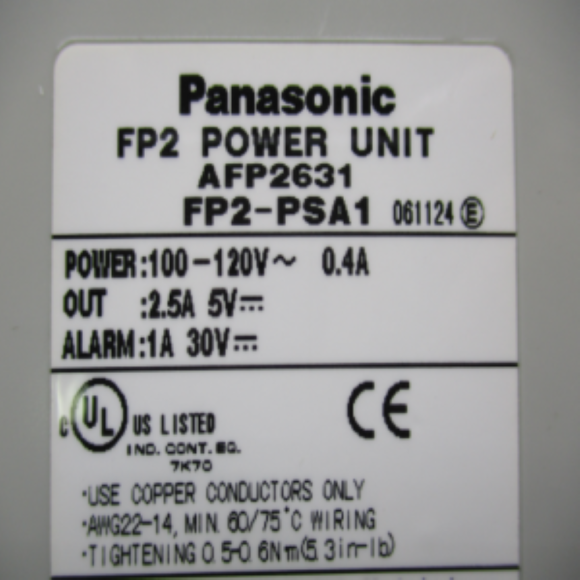 Panasonic
FP2 POWER UNIT
AFP2631
FP2-PSA1 061124 Ⓔ
POWER:100-120V~ 0.4A
OUT :2.5A 5V⎓
ALARM:1A 30V⎓
c UL US LISTED CE
IND. CONT. EQ.
7K70
·USE COPPER CONDUCTORS ONLY
·AWG22-14, MIN. 60/75°C WIRING
·TIGHTENING 0.5-0.6Nm(5.3in-lb)